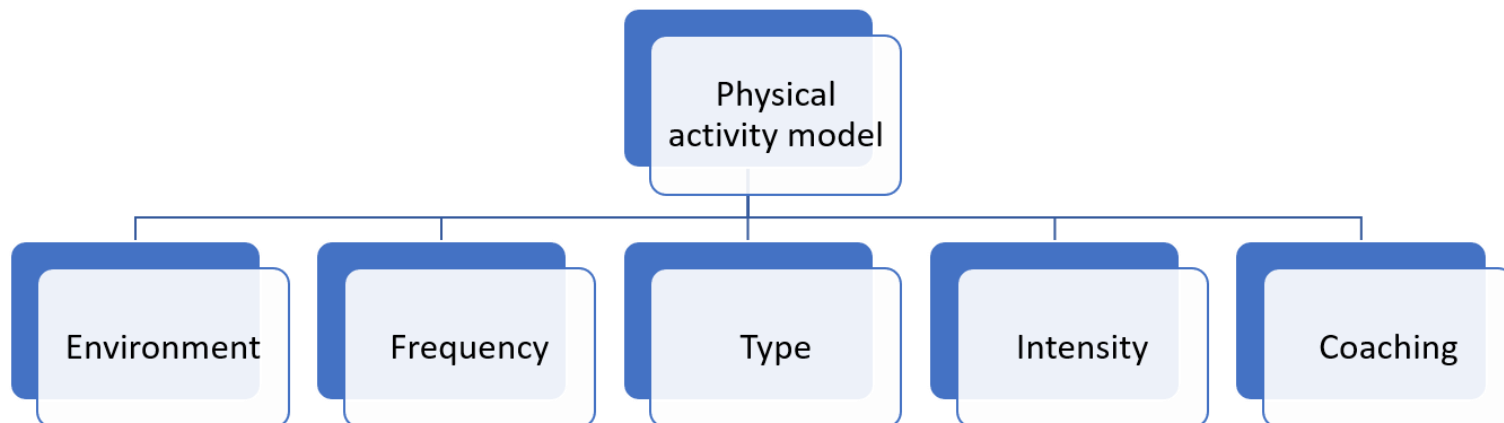 Physical
activity model
Environment
Frequency
Type
Intensity
Coaching